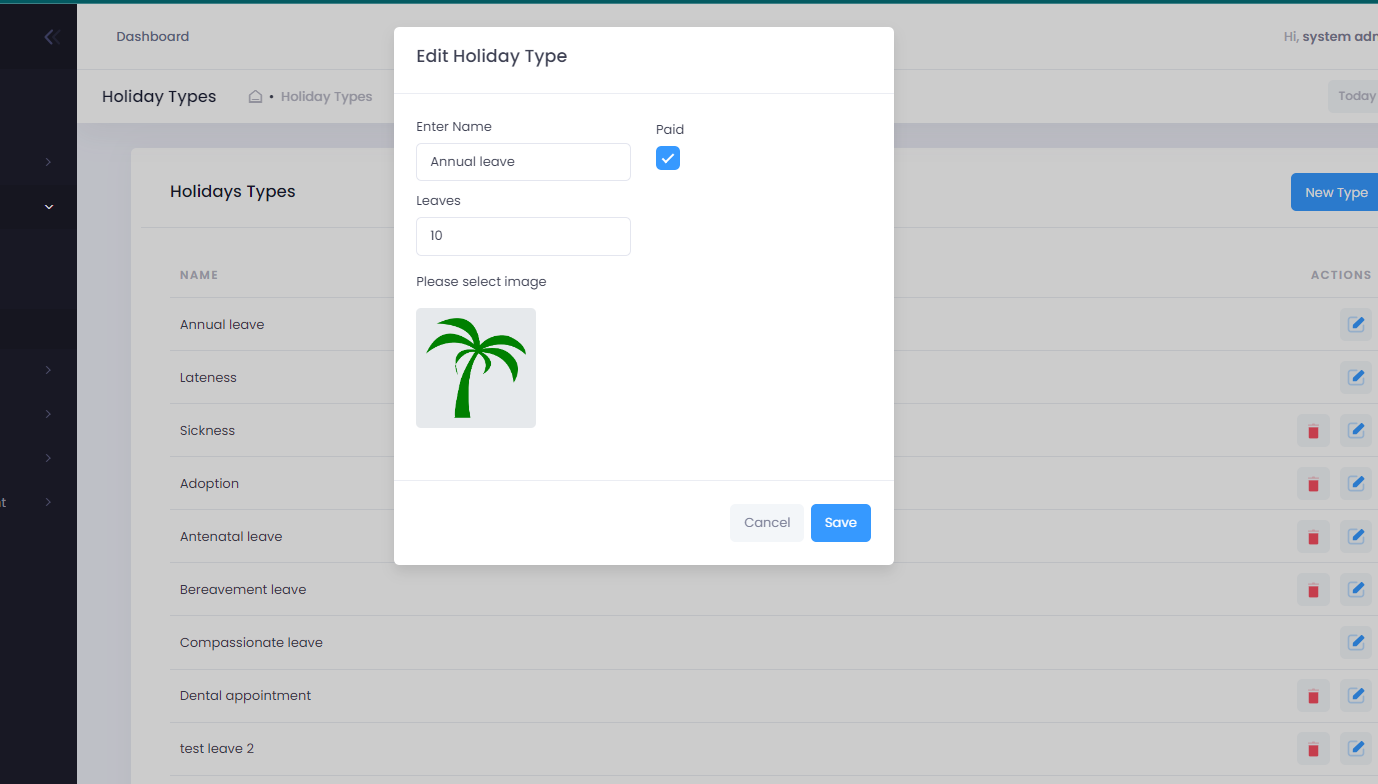 Dashboard
Hi, system adm
Holiday Types
• Holiday Types
Today
Edit Holiday Type
Enter Name
Paid
Annual leave
Leaves
10
Please select image
Cancel
Save
Holidays Types
New Type
NAME
ACTIONS
Annual leave
Lateness
Sickness
Adoption
Antenatal leave
Bereavement leave
Compassionate leave
Dental appointment
test leave 2